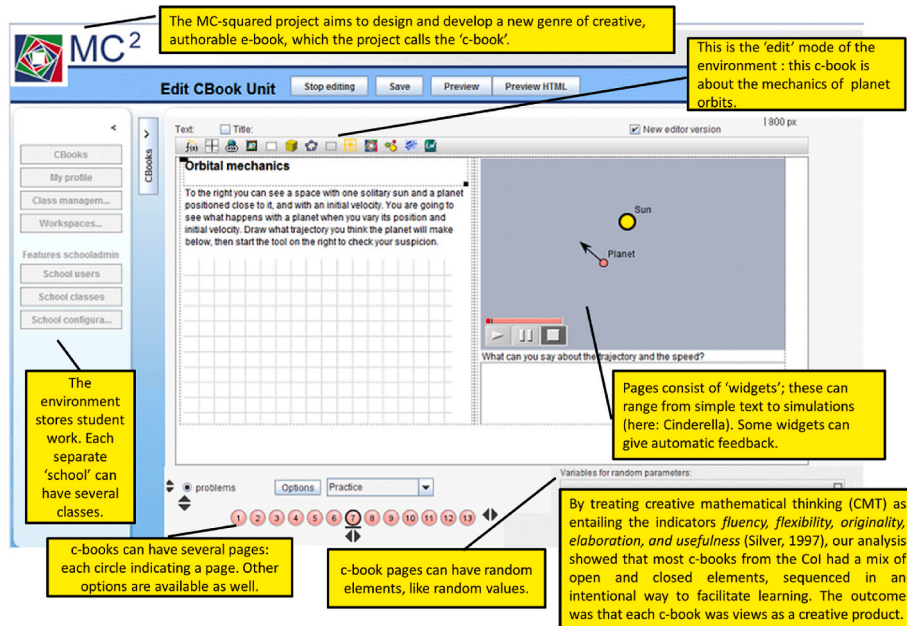 The MC-squared project aims to design and develop a new genre of creative,
authorable e-book, which the project calls the ‘c-book’.
MC2
This is the ‘edit’ mode of the
environment : this c-book is
about the mechanics of planet
orbits.
Edit CBook Unit
Stop editing
Save
Preview
Preview HTML
<
>
CBooks
CBooks
My profile
Class managem...
Workspaces...
Features schooladmin
School users
School classes
School configura...
Text:
Title:
New editor version
800 px
f(x)
Orbital mechanics
To the right you can see a space with one solitary sun and a planet
positioned close to it, and with an initial velocity. You are going to
see what happens with a planet when you vary its position and
initial velocity. Draw what trajectory you think the planet will make
below, then start the tool on the right to check your suspicion.
Sun
Planet
What can you say about the trajectory and the speed?
The
environment
stores student
work. Each
separate
‘school’ can
have several
classes.
Pages consist of ‘widgets’; these can
range from simple text to simulations
(here: Cinderella). Some widgets can
give automatic feedback.
Variables for random parameters:
problems
Options
Practice
1 2 3 4 5 6 7 8 9 10 11 12 13
c-books can have several pages:
each circle indicating a page. Other
options are available as well.
c-book pages can have random
elements, like random values.
By treating creative mathematical thinking (CMT) as
entailing the indicators fluency, flexibility, originality,
elaboration, and usefulness (Silver, 1997), our analysis
showed that most c-books from the CoI had a mix of
open and closed elements, sequenced in an
intentional way to facilitate learning. The outcome
was that each c-book was views as a creative product.